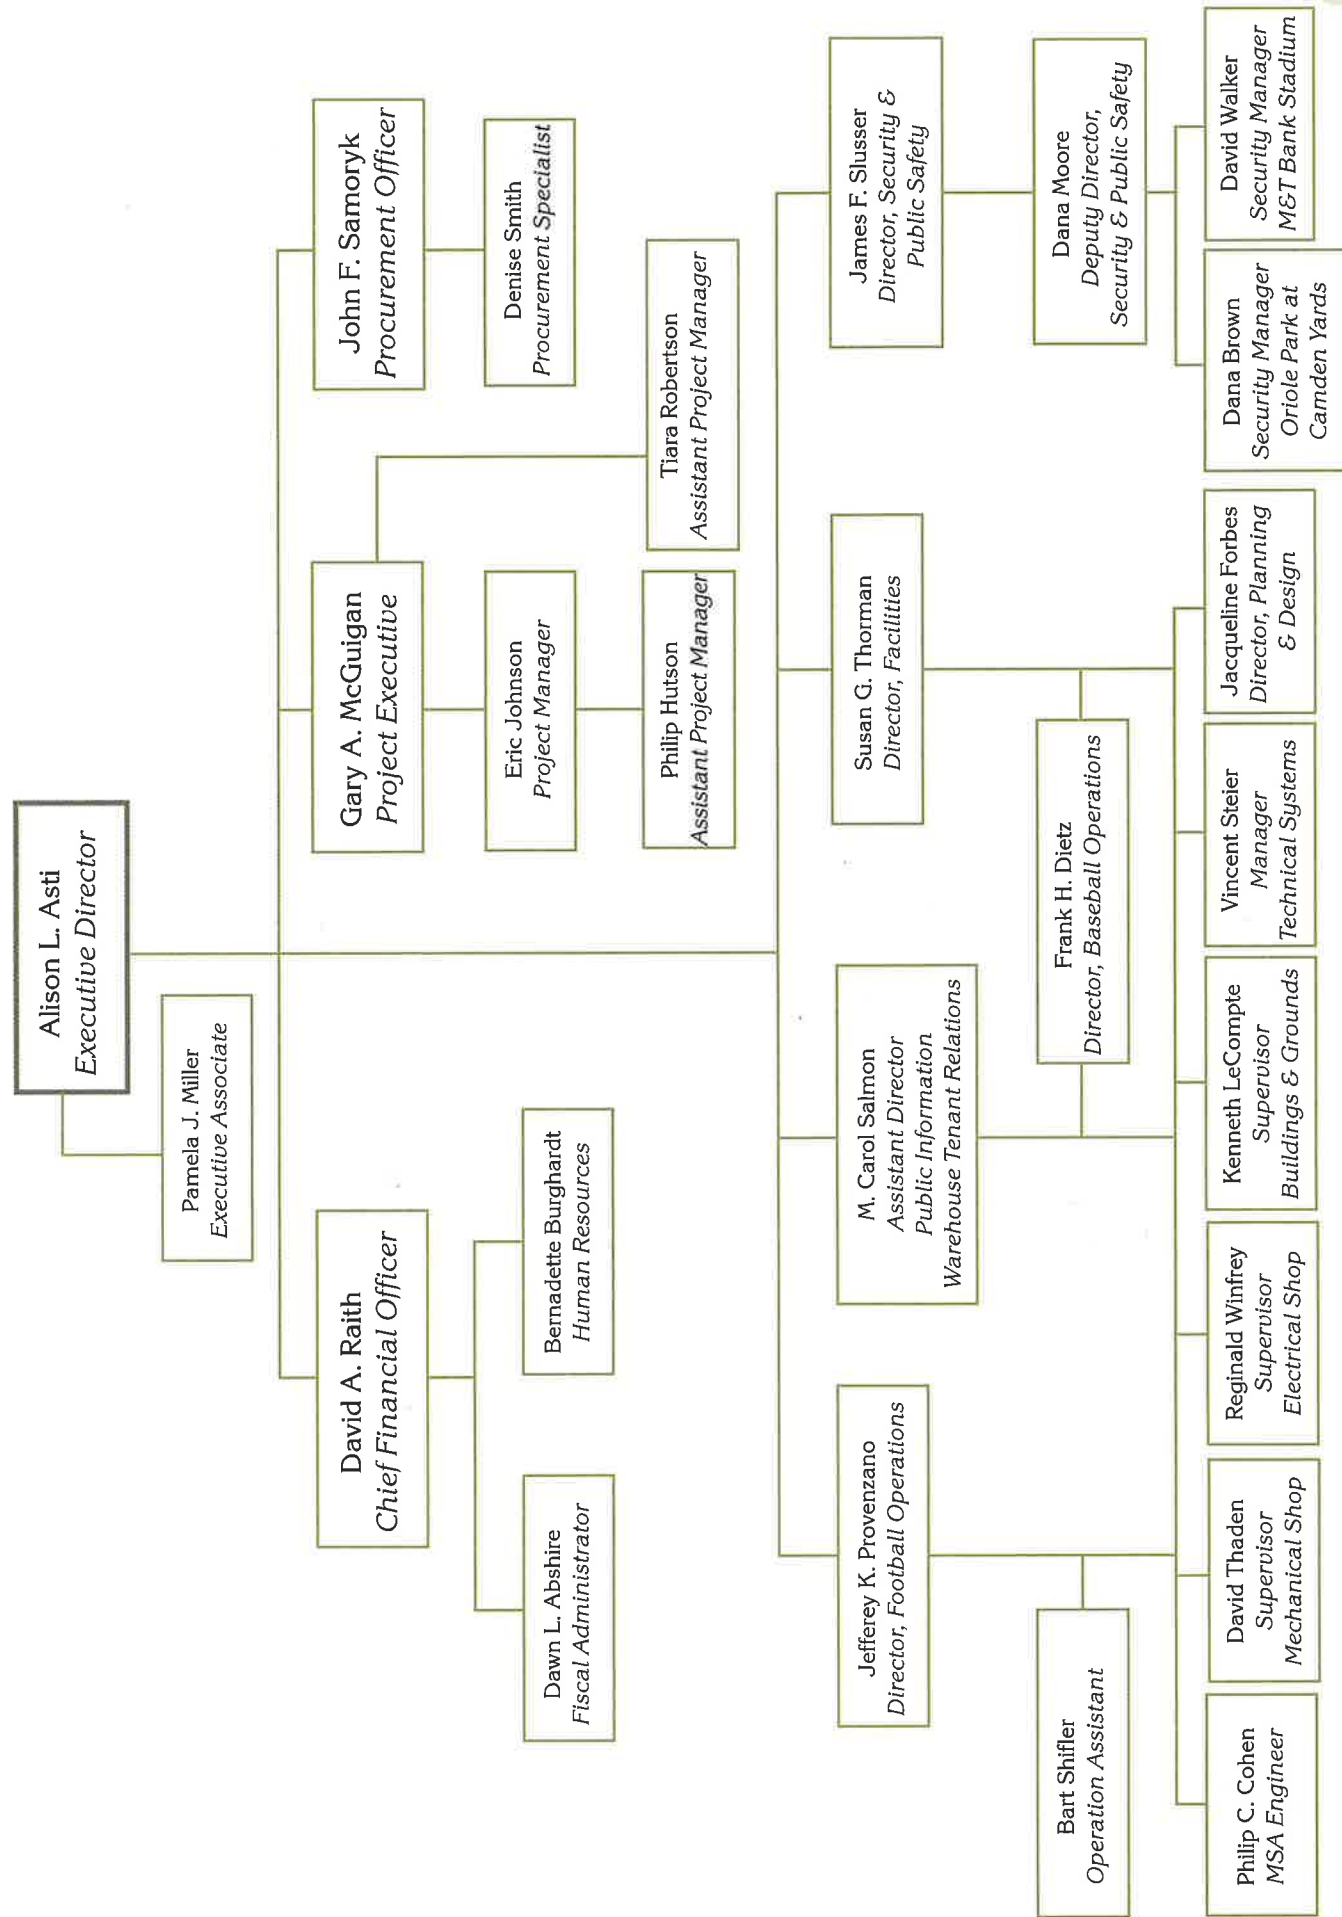 Alison L. Asti
Executive Director
Pamela J. Miller
Executive Associate
David A. Raith
Chief Financial Officer
Gary A. McGuigan
Project Executive
John F. Samoryk
Procurement Officer
Dawn L. Abshire
Fiscal Administrator
Bernadette Burghardt
Human Resources
Eric Johnson
Project Manager
Denise Smith
Procurement Specialist
Philip Hutson
Assistant Project Manager
Tiara Robertson
Assistant Project Manager
Jefferey K. Provenzano
Director, Football Operations
M. Carol Salmon
Assistant Director
Public Information
Warehouse Tenant Relations
Susan G. Thorman
Director, Facilities
James F. Slusser
Director, Security &
Public Safety
Bart Shifler
Operation Assistant
Frank H. Dietz
Director, Baseball Operations
Dana Moore
Deputy Director,
Security & Public Safety
Philip C. Cohen
MSA Engineer
David Thaden
Supervisor
Mechanical Shop
Reginald Winfrey
Supervisor
Electrical Shop
Kenneth LeCompte
Supervisor
Buildings & Grounds
Vincent Steier
Manager
Technical Systems
Jacqueline Forbes
Director, Planning
& Design
Dana Brown
Security Manager
Oriole Park at
Camden Yards
David Walker
Security Manager
M&T Bank Stadium